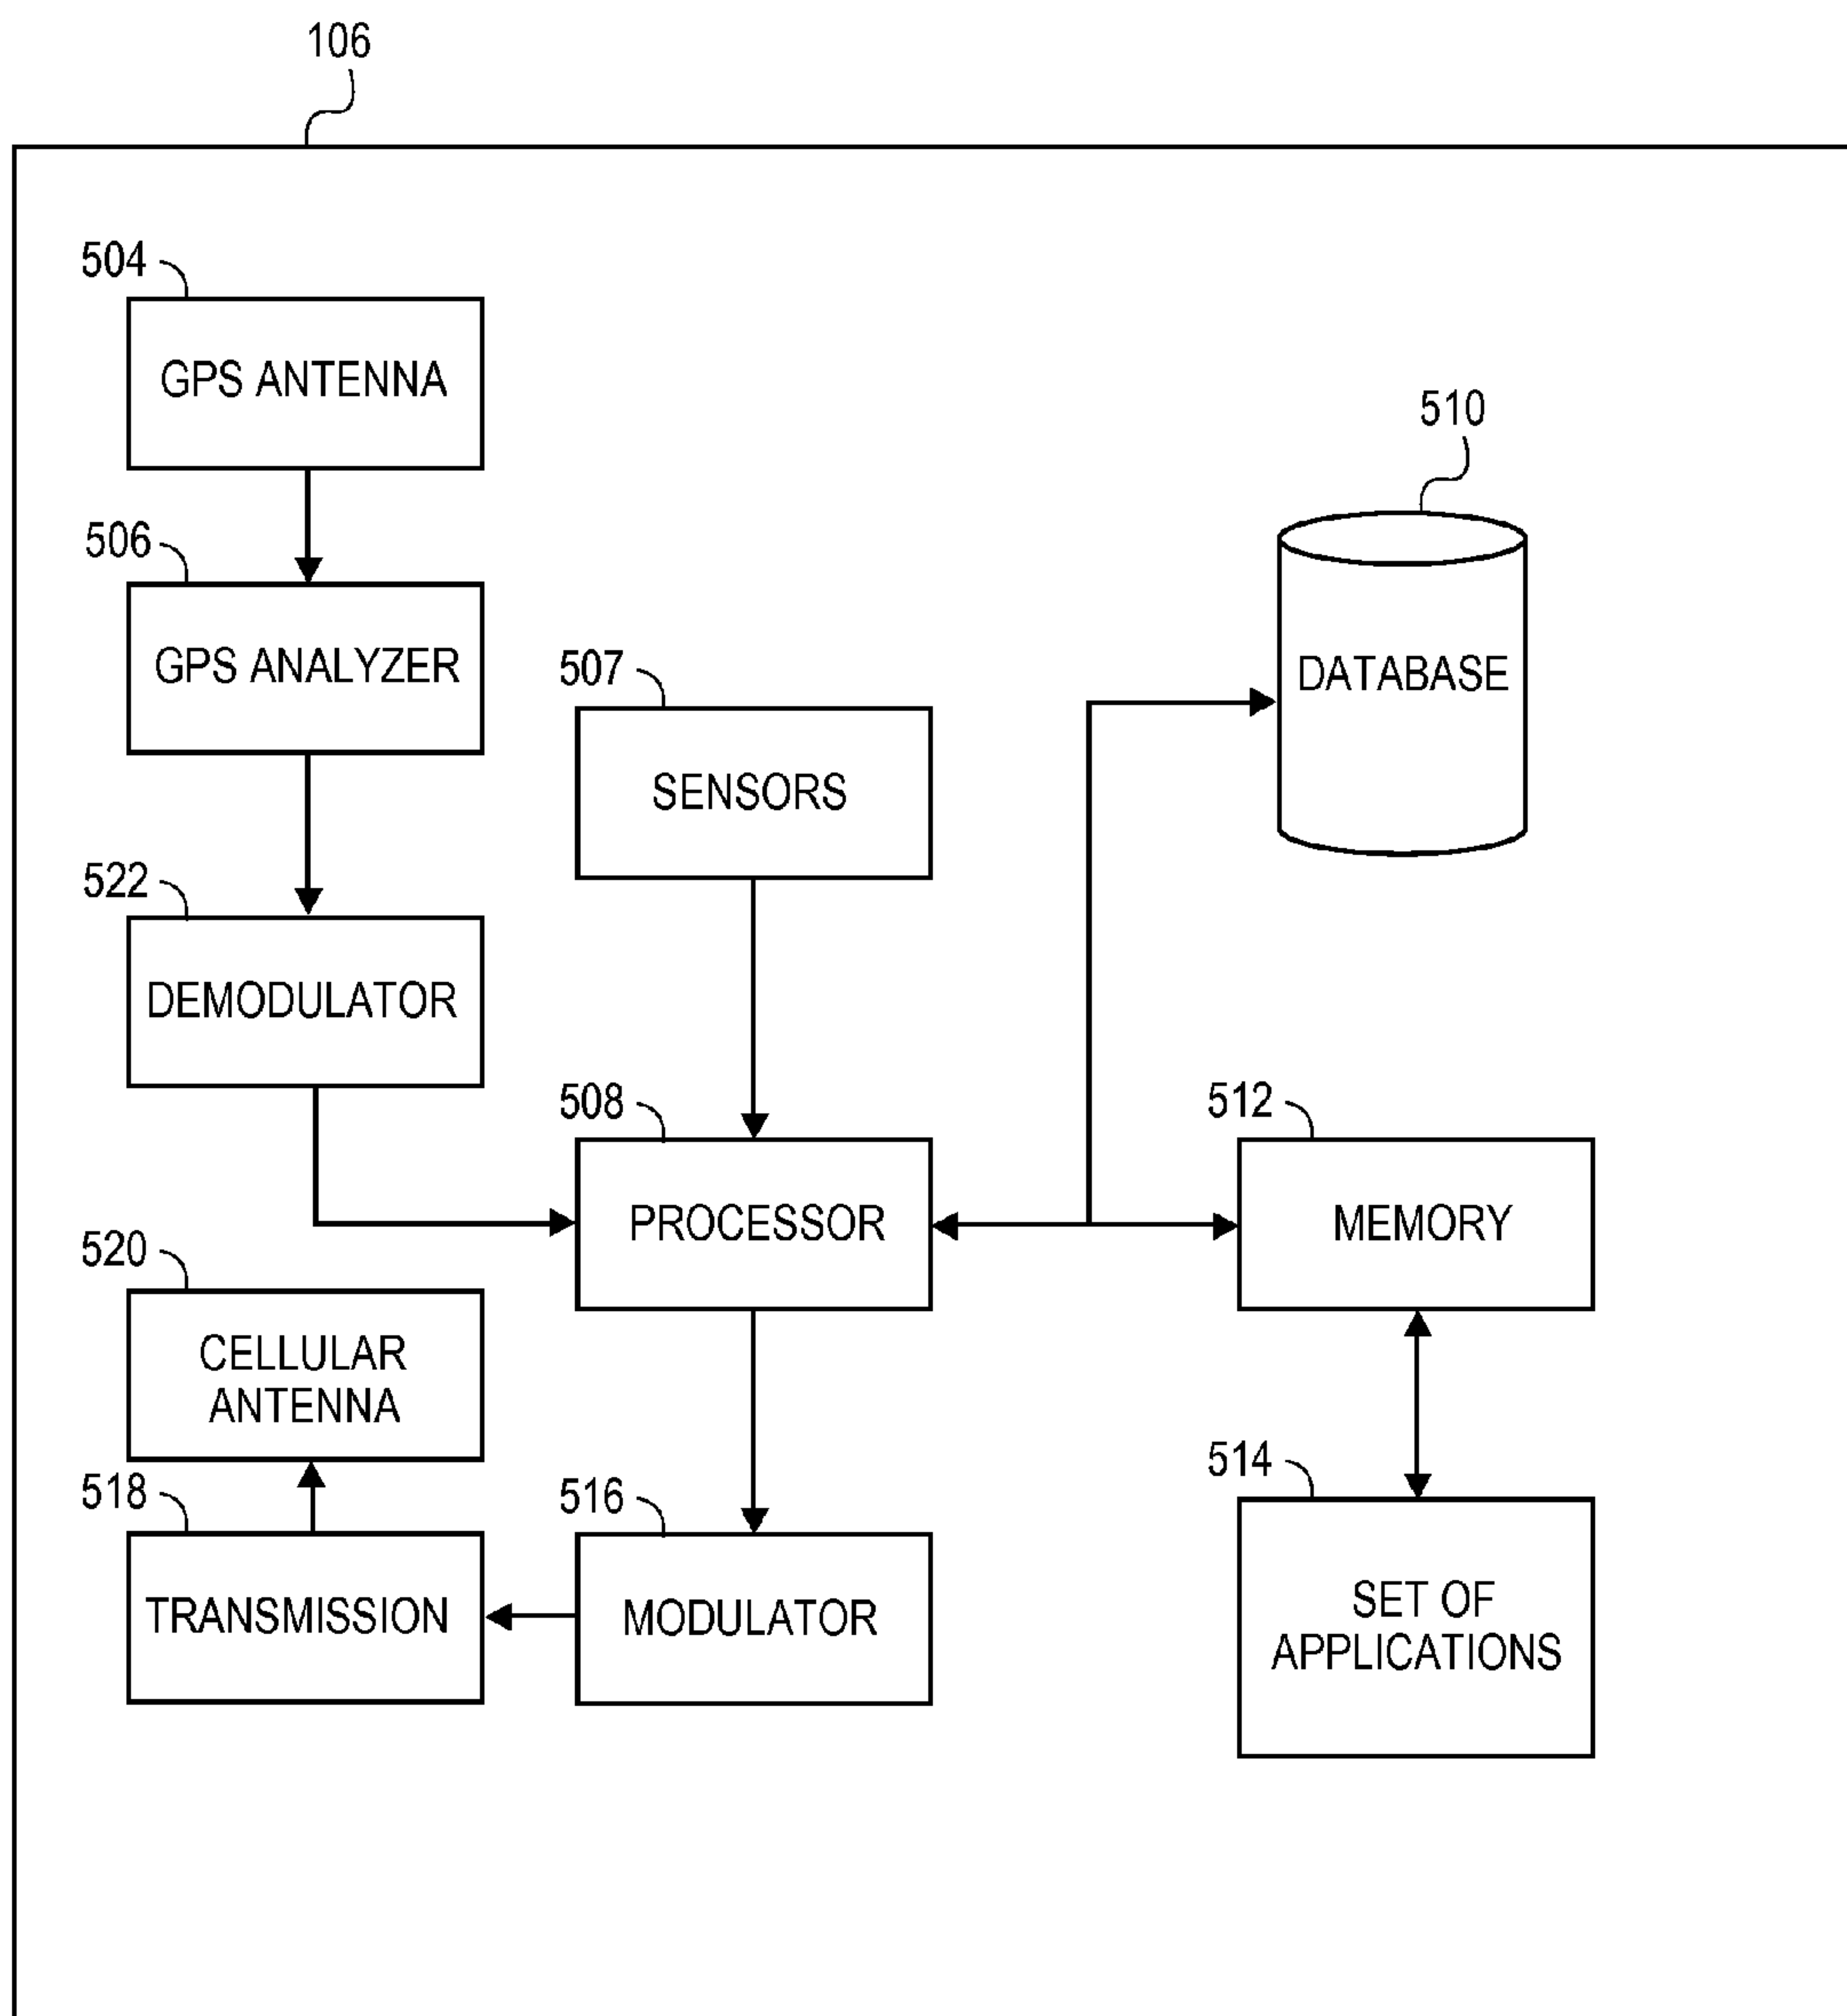 106
504
GPS ANTENNA
510
506
GPS ANALYZER
507
DATABASE
SENSORS
522
DEMODULATOR
508
512
PROCESSOR
MEMORY
520
CELLULAR
ANTENNA
518
516
514
TRANSMISSION
MODULATOR
SET OF
APPLICATIONS